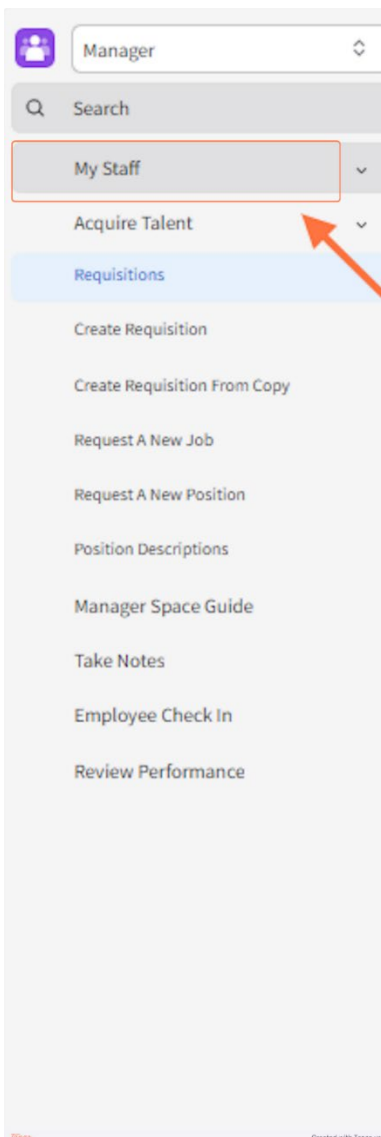 Manager
Search
My Staff
Acquire Talent
Requisitions
Create Requisition
Create Requisition From Copy
Request A New Job
Request A New Position
Position Descriptions
Manager Space Guide
Take Notes
Employee Check In
Review Performance